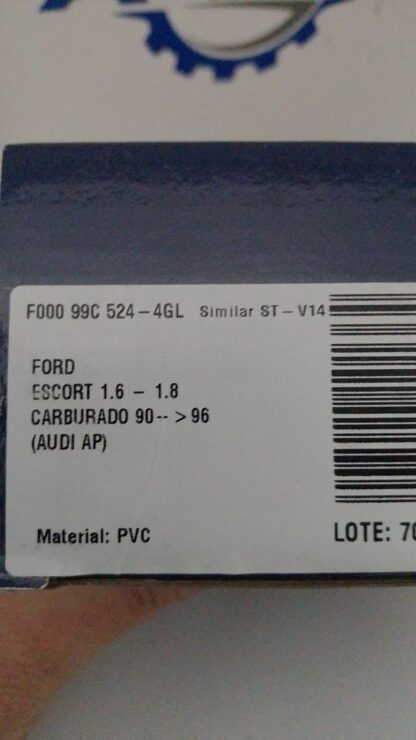 F000 99C 524-4GL Similar ST-V14
FORD
ESCORT 1.6 - 1.8
CARBURADO 90--> 96
(AUDI AP)
Material: PVC
LOTE: 70